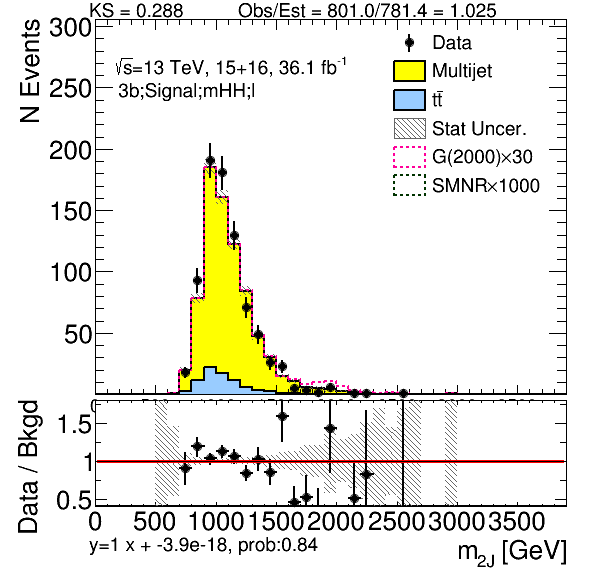 KS = 0.288 Obs/Est = 801.0/781.4 = 1.025
N Events
300
250
200
150
100
50
√s=13 TeV, 15+16, 36.1 fb⁻¹
3b;Signal;mHH;l
Data
Multijet
tt̄
Stat Uncer.
G(2000)×30
SMNR×1000
Data / Bkgd
1.5
1
0.5
0 500 1000 1500 2000 2500 3000 3500
y=1 x + -3.9e-18, prob:0.84
m2J [GeV]